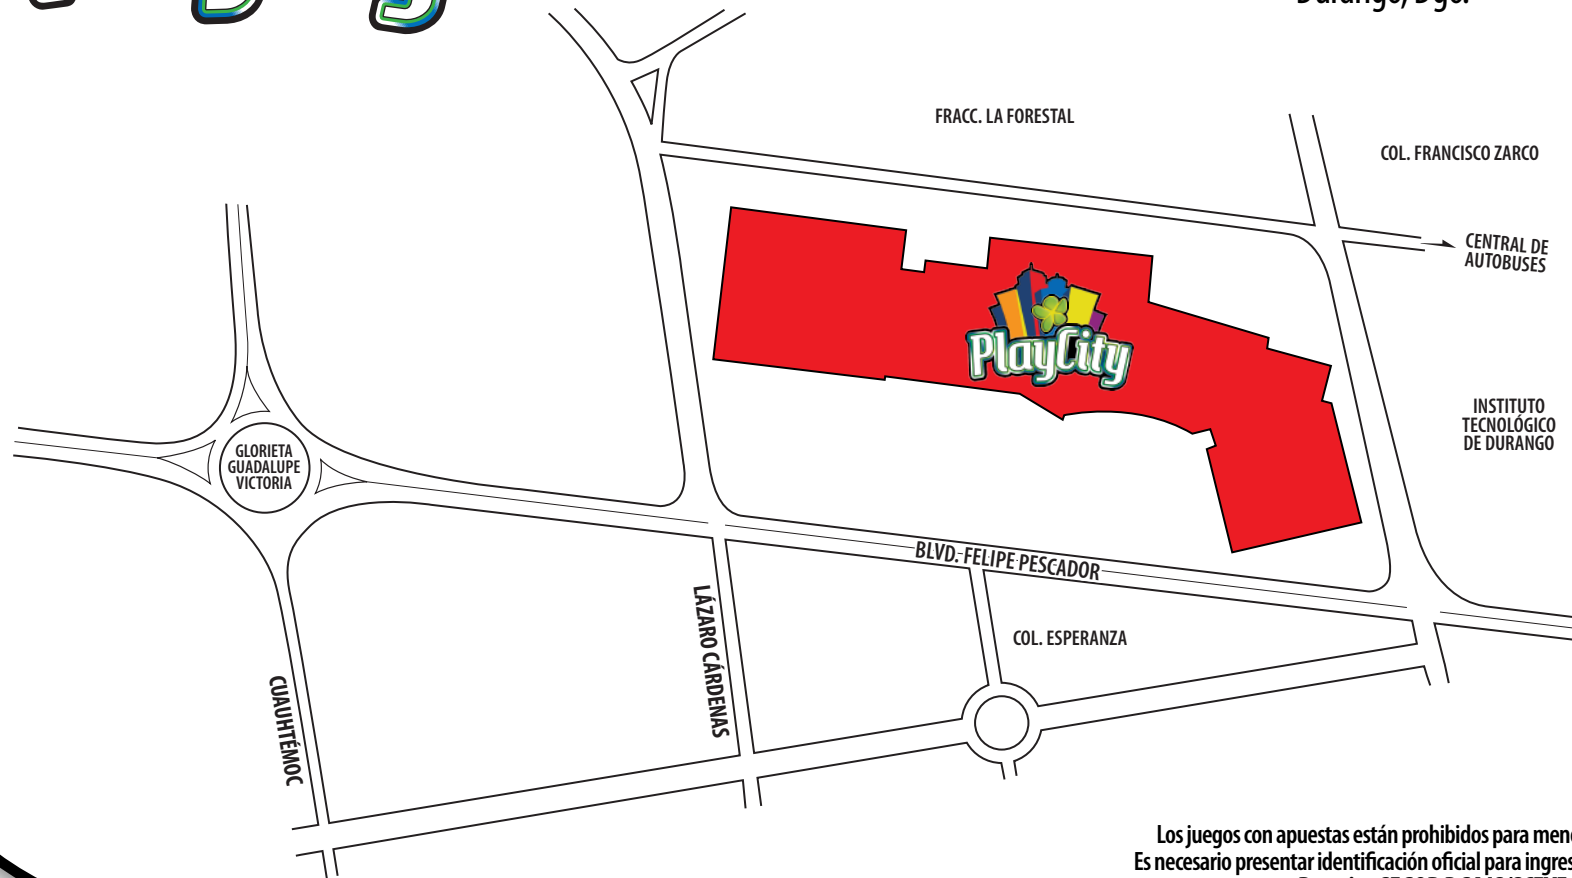 Durango, Dgo.
FRACC. LA FORESTAL
COL. FRANCISCO ZARCO
CENTRAL DE
AUTOBUSES
PlayCity
INSTITUTO
TECNOLÓGICO
DE DURANGO
GLORIETA
GUADALUPE
VICTORIA
BLVD. FELIPE PESCADOR
LÁZARO CÁRDENAS
COL. ESPERANZA
CUAUHTÉMOC
Los juegos con apuestas están prohibidos para
Es necesario presentar identificación oficial para